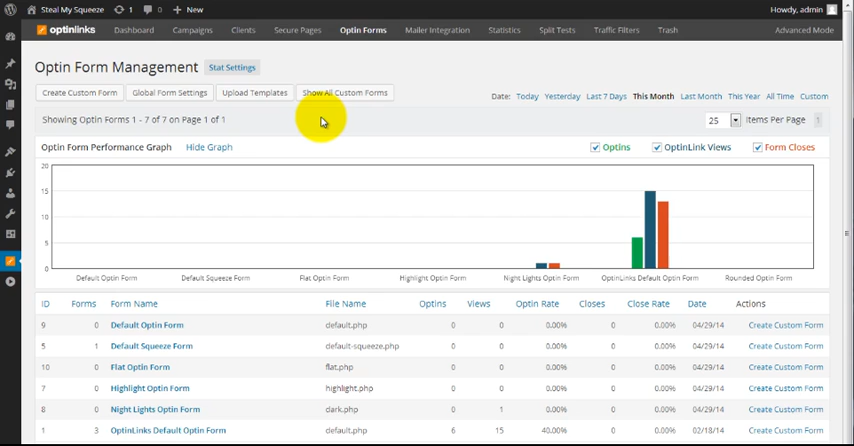 Steal My Squeeze 1 0 + New Howdy, admin
optinlinks Dashboard Campaigns Clients Secure Pages Optin Forms Mailer Integration Statistics Split Tests Traffic Filters Trash Advanced Mode
Optin Form Management Stat Settings
Create Custom Form Global Form Settings Upload Templates Show All Custom Forms Date: Today Yesterday Last 7 Days This Month Last Month This Year All Time Custom
Showing Optin Forms 1 - 7 of 7 on Page 1 of 1 25 Items Per Page 1
Optin Form Performance Graph Hide Graph Optins OptinLink Views Form Closes
20
15
10
5
0
Default Optin Form Default Squeeze Form Flat Optin Form Highlight Optin Form Night Lights Optin Form OptinLinks Default Optin Form Rounded Optin Form
ID Forms Form Name File Name Optins Views Optin Rate Closes Close Rate Date Actions
9 0 Default Optin Form default.php 0 0 0.00% 0 0.00% 04/29/14 Create Custom Form
5 1 Default Squeeze Form default-squeeze.php 0 0 0.00% 0 0.00% 04/29/14 Create Custom Form
10 0 Flat Optin Form flat.php 0 0 0.00% 0 0.00% 04/29/14 Create Custom Form
7 0 Highlight Optin Form highlight.php 0 0 0.00% 0 0.00% 04/29/14 Create Custom Form
8 0 Night Lights Optin Form dark.php 0 1 0.00% 0 0.00% 04/29/14 Create Custom Form
1 3 OptinLinks Default Optin Form default.php 6 15 40.00% 0 0.00% 02/18/14 Create Custom Form